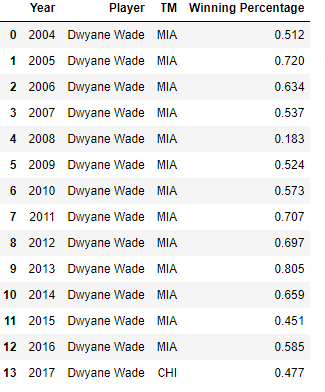 Year Player TM Winning Percentage
0 2004 Dwyane Wade MIA 0.512
1 2005 Dwyane Wade MIA 0.720
2 2006 Dwyane Wade MIA 0.634
3 2007 Dwyane Wade MIA 0.537
4 2008 Dwyane Wade MIA 0.183
5 2009 Dwyane Wade MIA 0.524
6 2010 Dwyane Wade MIA 0.573
7 2011 Dwyane Wade MIA 0.707
8 2012 Dwyane Wade MIA 0.697
9 2013 Dwyane Wade MIA 0.805
10 2014 Dwyane Wade MIA 0.659
11 2015 Dwyane Wade MIA 0.451
12 2016 Dwyane Wade MIA 0.585
13 2017 Dwyane Wade CHI 0.477